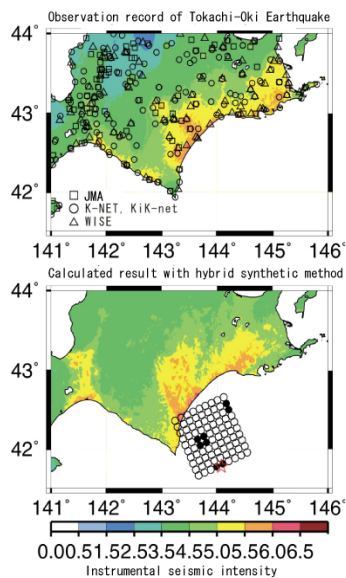 Observation record of Tokachi-Oki Earthquake
44°
43°
42°
JMA
K-NET, KiK-net
WISE
141° 142° 143° 144° 145° 146°
Calculated result with hybrid synthetic method
44°
43°
42°
141° 142° 143° 144° 145° 146°
0.00.51.52.53.54.55.05.56.06.5
Instrumental seismic intensity